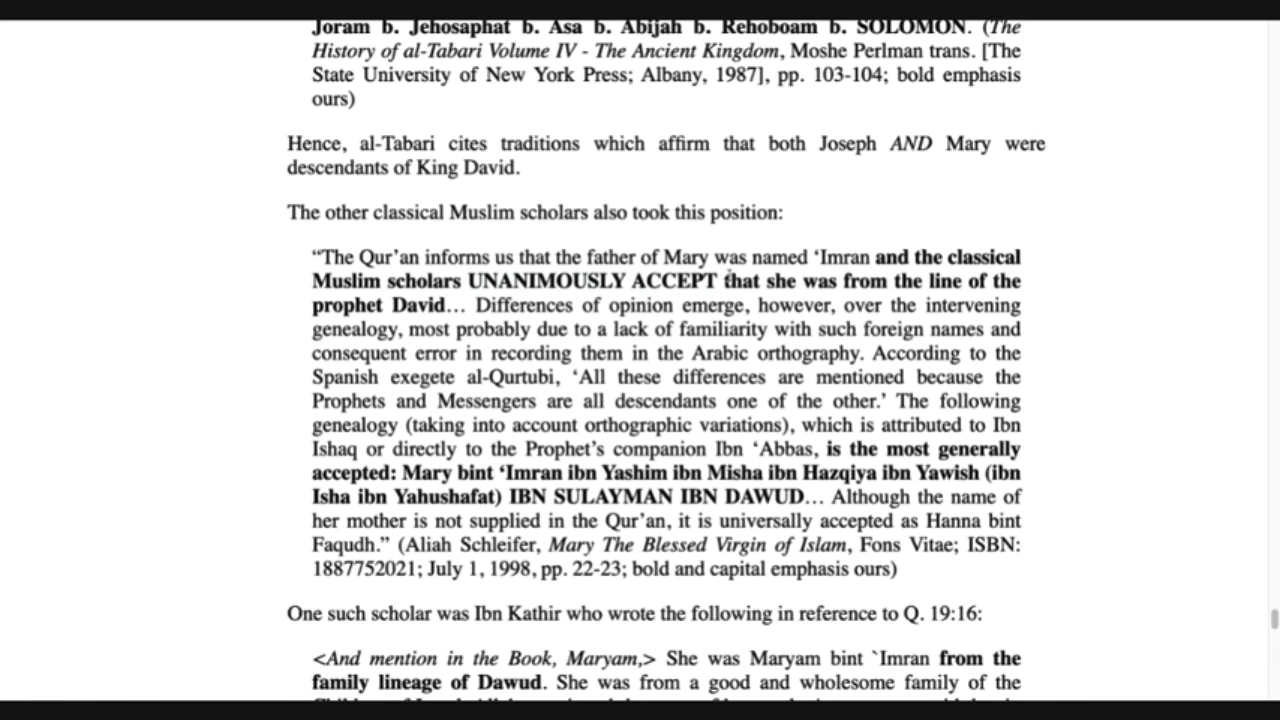 Joram b. Jehosaphat b. Asa b. Abijah b. Rehoboam b. SOLOMON. (The
History of al-Tabari Volume IV - The Ancient Kingdom, Moshe Perlman trans. [The
State University of New York Press; Albany, 1987], pp. 103-104; bold emphasis
ours)
Hence, al-Tabari cites traditions which affirm that both Joseph AND Mary were
descendants of King David.
The other classical Muslim scholars also took this position:
“The Qur’an informs us that the father of Mary was named ‘Imran and the classical
Muslim scholars UNANIMOUSLY ACCEPT that she was from the line of the
prophet David… Differences of opinion emerge, however, over the intervening
genealogy, most probably due to a lack of familiarity with such foreign names and
consequent error in recording them in the Arabic orthography. According to the
Spanish exegete al-Qurtubi, ‘All these differences are mentioned because the
Prophets and Messengers are all descendants one of the other.’ The following
genealogy (taking into account orthographic variations), which is attributed to Ibn
Ishaq or directly to the Prophet’s companion Ibn ‘Abbas, is the most generally
accepted: Mary bint ‘Imran ibn Yashim ibn Misha ibn Hazqiya ibn Yawish (ibn
Isha ibn Yahushafat) IBN SULAYMAN IBN DAWUD… Although the name of
her mother is not supplied in the Qur’an, it is universally accepted as Hanna bint
Faqudh.” (Aliah Schleifer, Mary The Blessed Virgin of Islam, Fons Vitae; ISBN:
1887752021; July 1, 1998, pp. 22-23; bold and capital emphasis ours)
One such scholar was Ibn Kathir who wrote the following in reference to Q. 19:16:
<And mention in the Book, Maryam,> She was Maryam bint `Imran from the
family lineage of Dawud. She was from a good and wholesome family of the